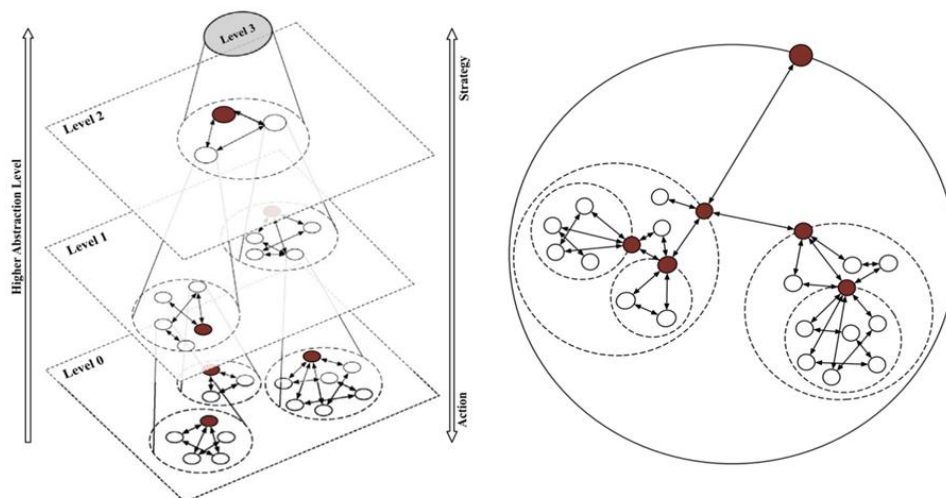 Level 3
Level 2
Level 1
Level 0
Higher Abstraction Level
Strategy
Action